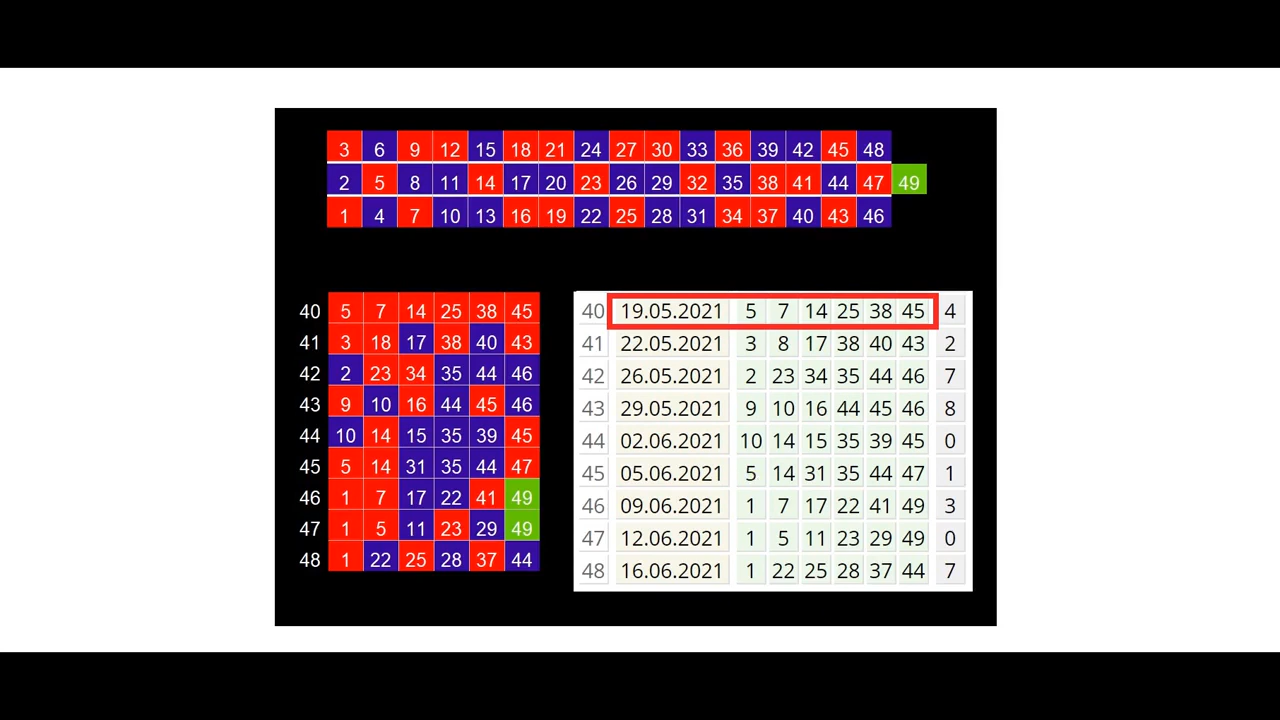 3 6 9 12 15 18 21 24 27 30 33 36 39 42 45 48
2 5 8 11 14 17 20 23 26 29 32 35 38 41 44 47 49
1 4 7 10 13 16 19 22 25 28 31 34 37 40 43 46
40 5 7 14 25 38 45
41 3 18 17 38 40 43
42 2 23 34 35 44 46
43 9 10 16 44 45 46
44 10 14 15 35 39 45
45 5 14 31 35 44 47
46 1 7 17 22 41 49
47 1 5 11 23 29 49
48 1 22 25 28 37 44
40 19.05.2021 5 7 14 25 38 45 4
41 22.05.2021 3 8 17 38 40 43 2
42 26.05.2021 2 23 34 35 44 46 7
43 29.05.2021 9 10 16 44 45 46 8
44 02.06.2021 10 14 15 35 39 45 0
45 05.06.2021 5 14 31 35 44 47 1
46 09.06.2021 1 7 17 22 41 49 3
47 12.06.2021 1 5 11 23 29 49 0
48 16.06.2021 1 22 25 28 37 44 7